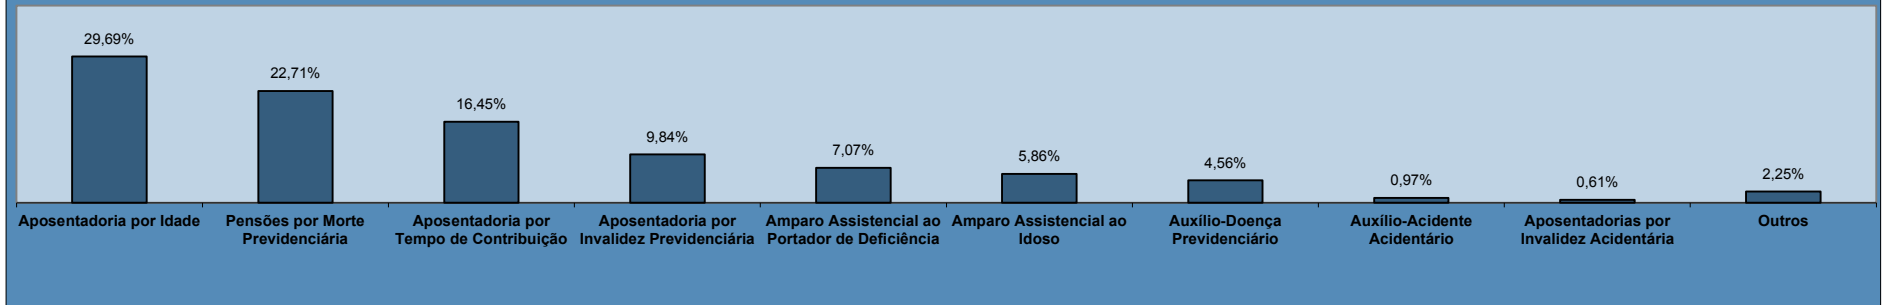 29,69%
22,71%
16,45%
9,84%
7,07%
5,86%
4,56%
0,97%
0,61%
2,25%
Aposentadoria por Idade
Pensões por Morte
Previdenciária
Aposentadoria por
Tempo de Contribuição
Aposentadoria por
Invalidez Previdenciária
Amparo Assistencial ao
Portador de Deficiência
Amparo Assistencial ao
Idoso
Auxílio-Doença
Previdenciário
Auxílio-Acidente
Acidentário
Aposentadorias por
Invalidez Acidentária
Outros